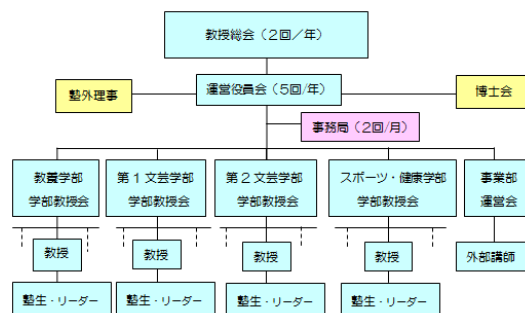 教授総会（２回／年）
塾外理事
運営役員会（５回/年）
博士会
事務局（２回/月）
教養学部
学部教授会
第１文芸学部
学部教授会
第２文芸学部
学部教授会
スポーツ・健康学部
学部教授会
事業部
運営会
教授
教授
教授
教授
外部講師
塾生・リーダー
塾生・リーダー
塾生・リーダー
塾生・リーダー